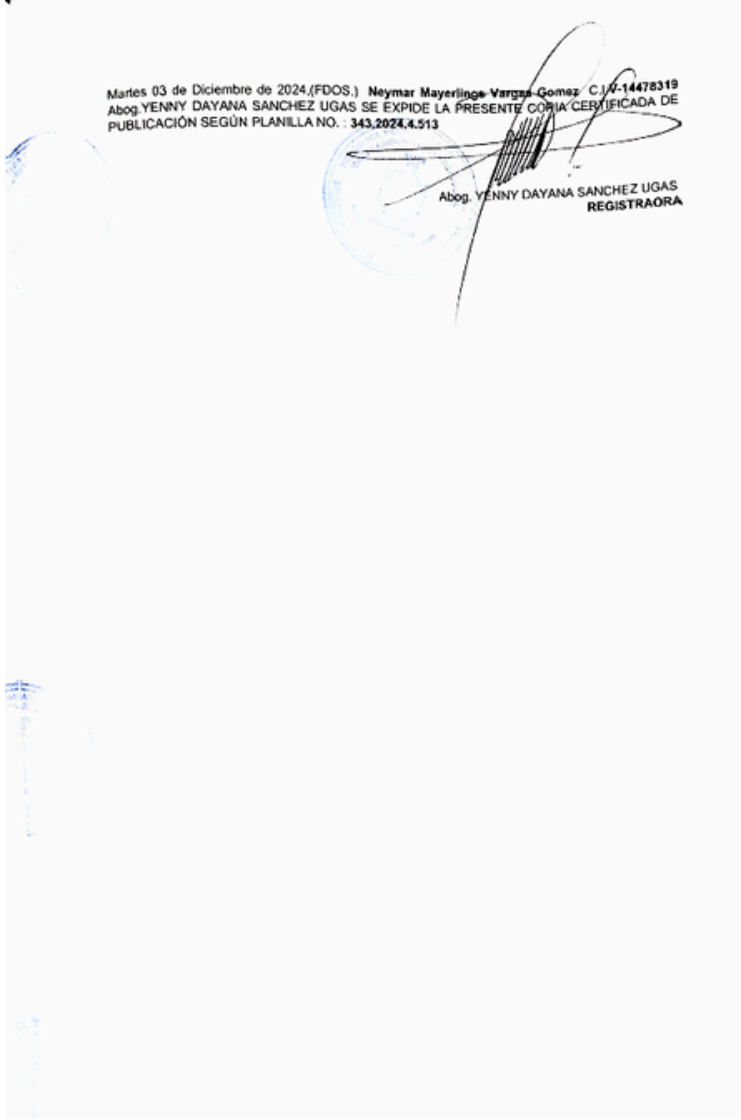 Martes 03 de Diciembre de 2024,(FDOS.) Neymar Mayerlinge Vargas Gomez C.I V-14478319
Abog.YENNY DAYANA SANCHEZ UGAS SE EXPIDE LA PRESENTE COPIA CERTIFICADA DE
PUBLICACIÓN SEGÚN PLANILLA NO. : 343.2024.4.513
Abog. YENNY DAYANA SANCHEZ UGAS
REGISTRAORA